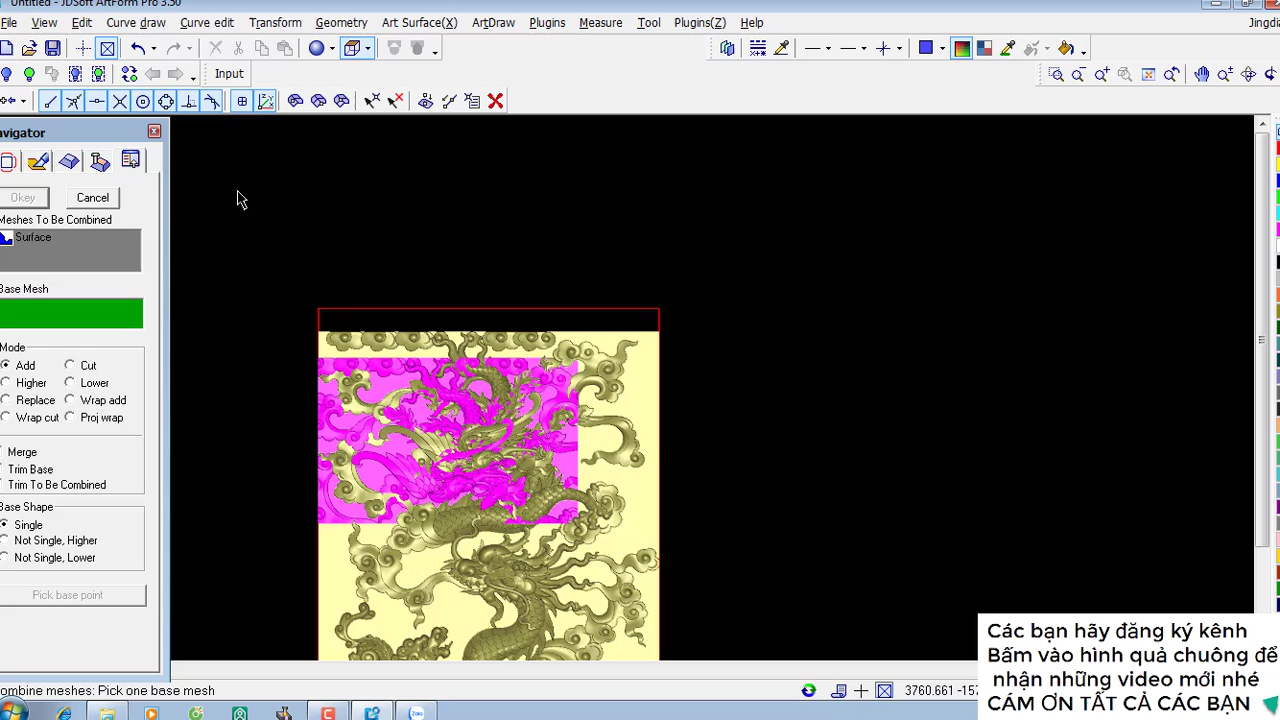 Untitled - JDSoft ArtForm Pro 3.50
File View Edit Curve draw Curve edit Transform Geometry Art Surface(X) ArtDraw Plugins Measure Tool Plugins(Z) Help Jingdi
Input
avigator
Okey Cancel
Meshes To Be Combined
Surface
Base Mesh
Mode
Add Cut
Higher Lower
Replace Wrap add
Wrap cut Proj wrap
Merge
Trim Base
Trim To Be Combined
Base Shape
Single
Not Single, Higher
Not Single, Lower
Pick base point
ombine meshes: Pick one base mesh
3760.661 -157
Các bạn hãy đăng ký kênh
Bấm vào hình quả chuông để
nhận những video mới nhé
CÁM ƠN TẤT CẢ CÁC BẠN
Zalo